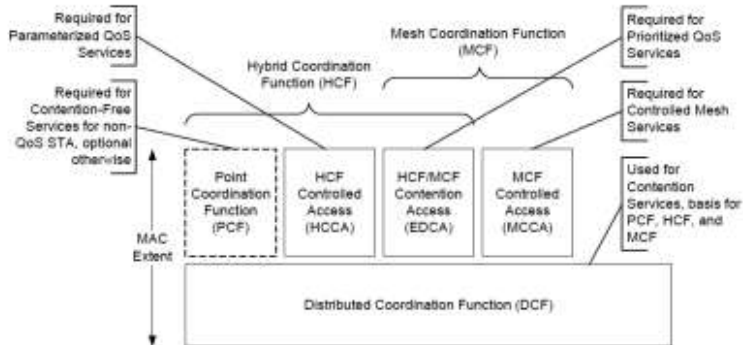 Required for
Parameterized QoS
Services
Required for
Contention-Free
Services for non-
QoS STA, optional
otherwise
Hybrid Coordination
Function (HCF)
Mesh Coordination Function
(MCF)
Required for
Prioritized QoS
Services
Required for
Controlled Mesh
Services
Used for
Contention
Services, basis for
PCF, HCF, and
MCF
MAC
Extent
Point
Coordination
Function
(PCF)
HCF
Controlled
Access
(HCCA)
HCF/MCF
Contention
Access
(EDCA)
MCF
Controlled
Access
(MCCA)
Distributed Coordination Function (DCF)